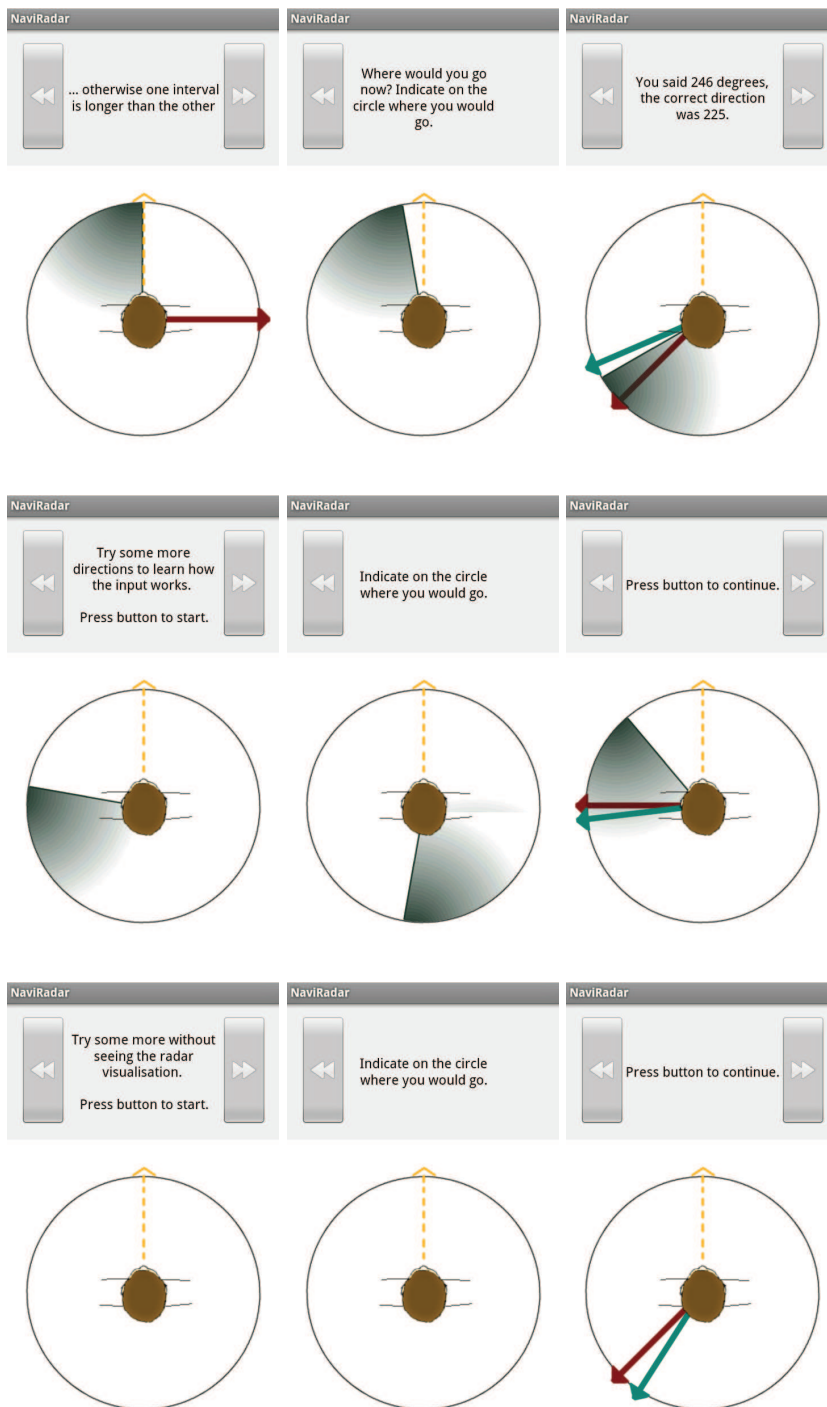 NaviRadar
... otherwise one interval
is longer than the other
NaviRadar
Where would you go
now? Indicate on the
circle where you would
go.
NaviRadar
You said 246 degrees,
the correct direction
was 225.
NaviRadar
Try some more
directions to learn how
the input works.
Press button to start.
NaviRadar
Indicate on the circle
where you would go.
NaviRadar
Press button to continue.
NaviRadar
Try some more without
seeing the radar
visualisation.
Press button to start.
NaviRadar
Indicate on the circle
where you would go.
NaviRadar
Press button to continue.